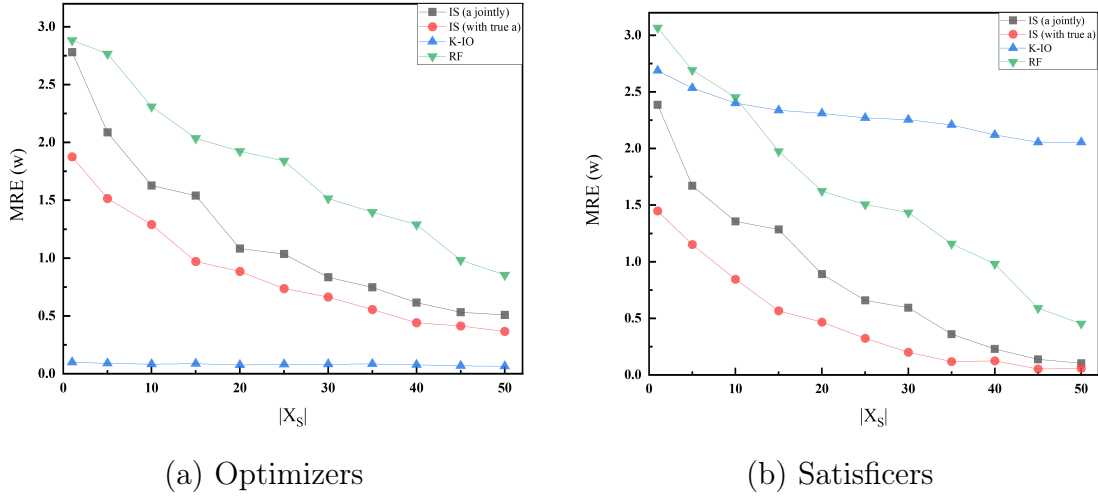 MRE (w)
3.0
2.5
2.0
1.5
1.0
0.5
0.0
0 10 20 30 40 50
|X_S|
IS (a jointly)
IS (with true a)
K-IO
RF
(a) Optimizers
MRE (w)
3.0
2.5
2.0
1.5
1.0
0.5
0.0
0 10 20 30 40 50
|X_S|
IS (a jointly)
IS (with true a)
K-IO
RF
(b) Satisficers